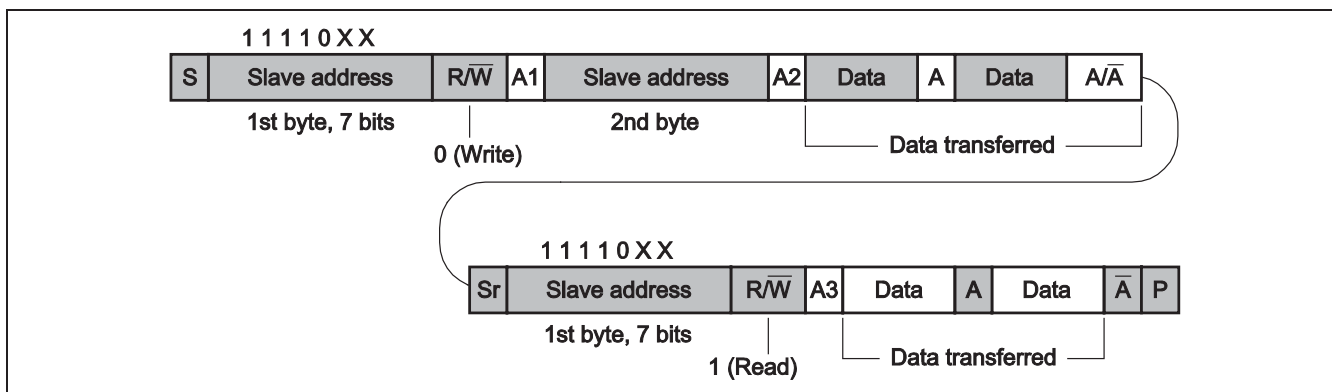 1 1 1 1 0 X X
S Slave address R/W̅ A1 Slave address A2 Data A Data A/A̅
1st byte, 7 bits 2nd byte
0 (Write) Data transferred
1 1 1 1 0 X X
Sr Slave address R/W̅ A3 Data A Data A̅ P
1st byte, 7 bits
1 (Read) Data transferred